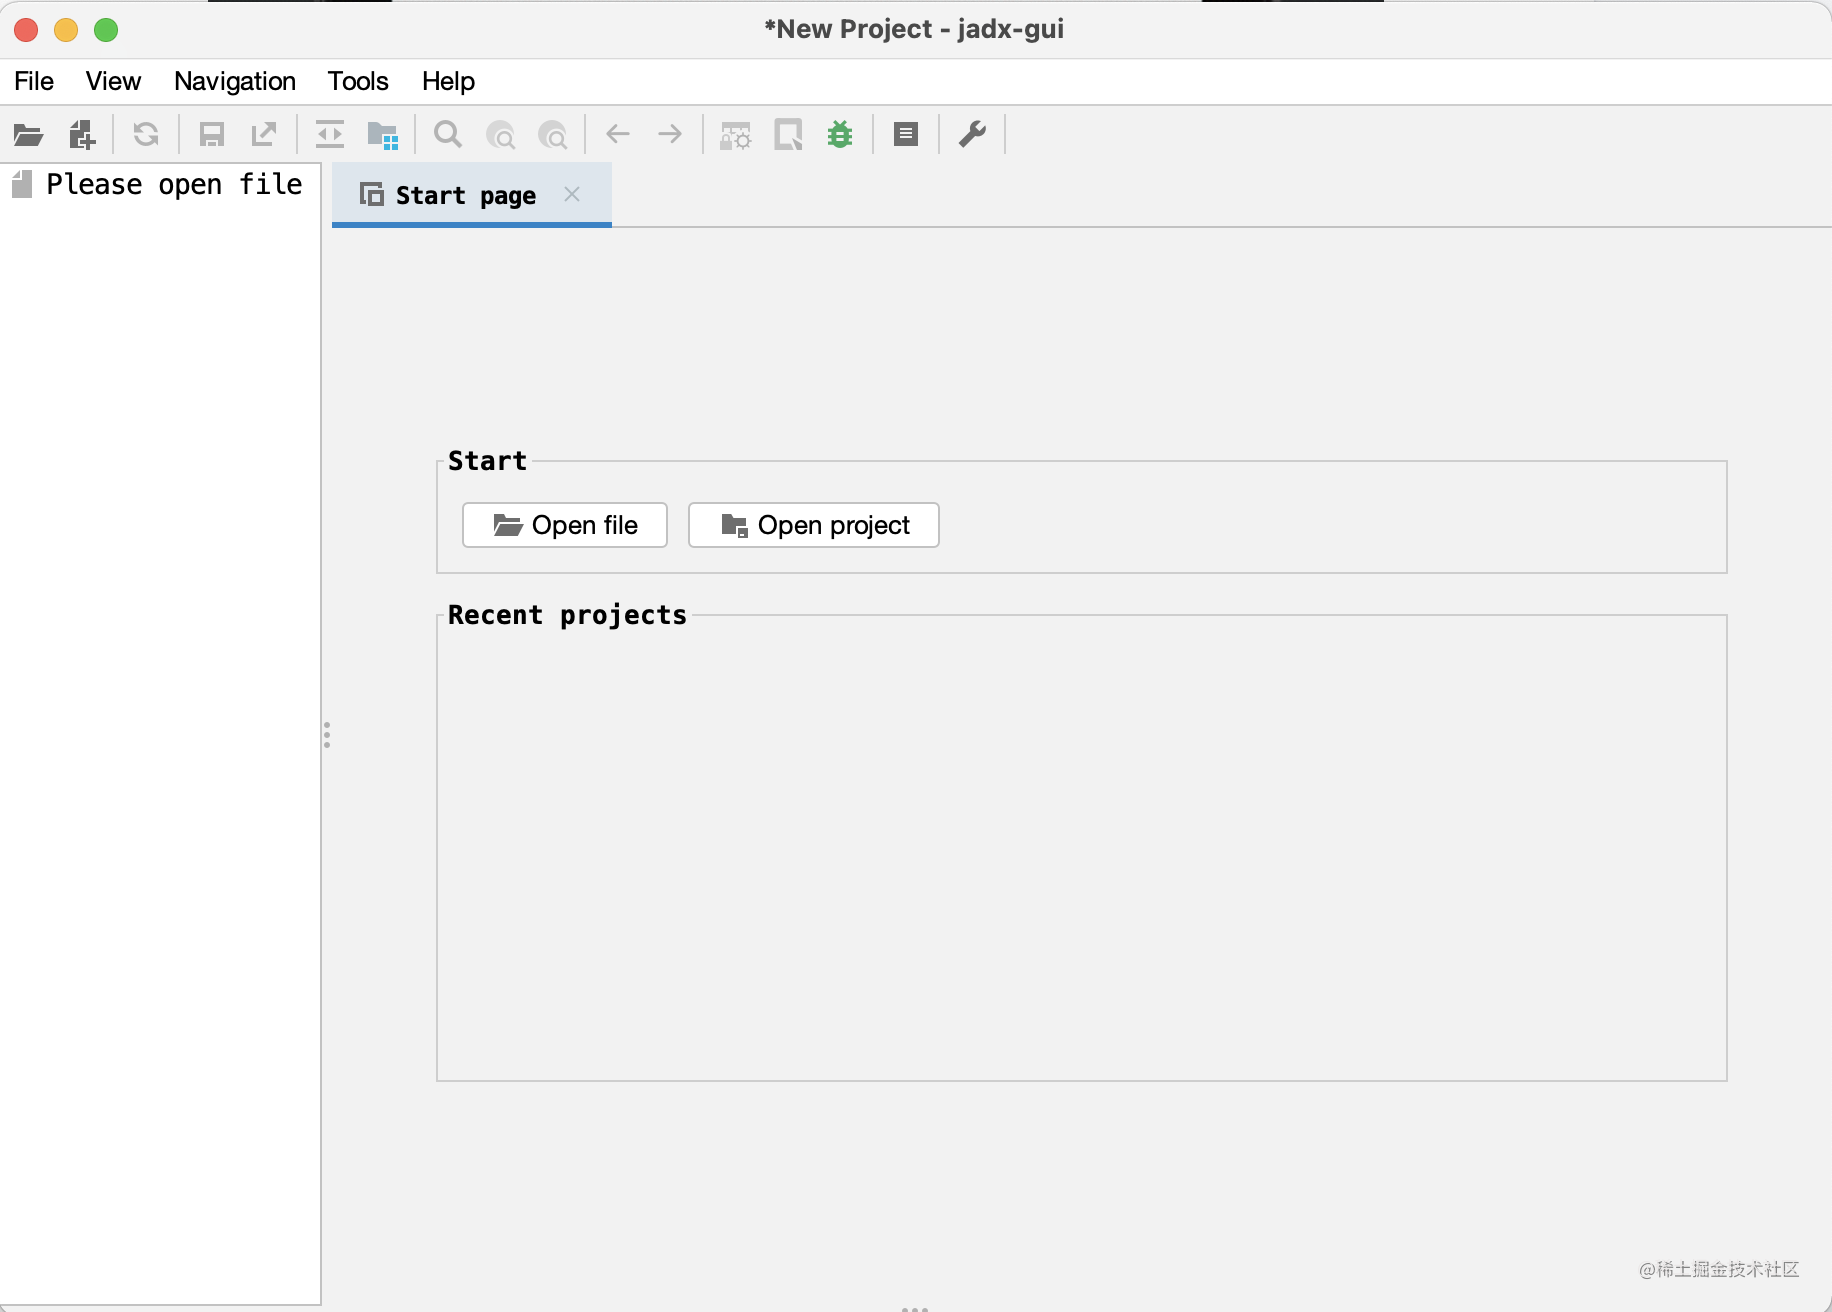 *New Project - jadx-gui
File View Navigation Tools Help
Please open file
Start page
Start
Open file Open project
Recent projects
@稀土掘金技术社区